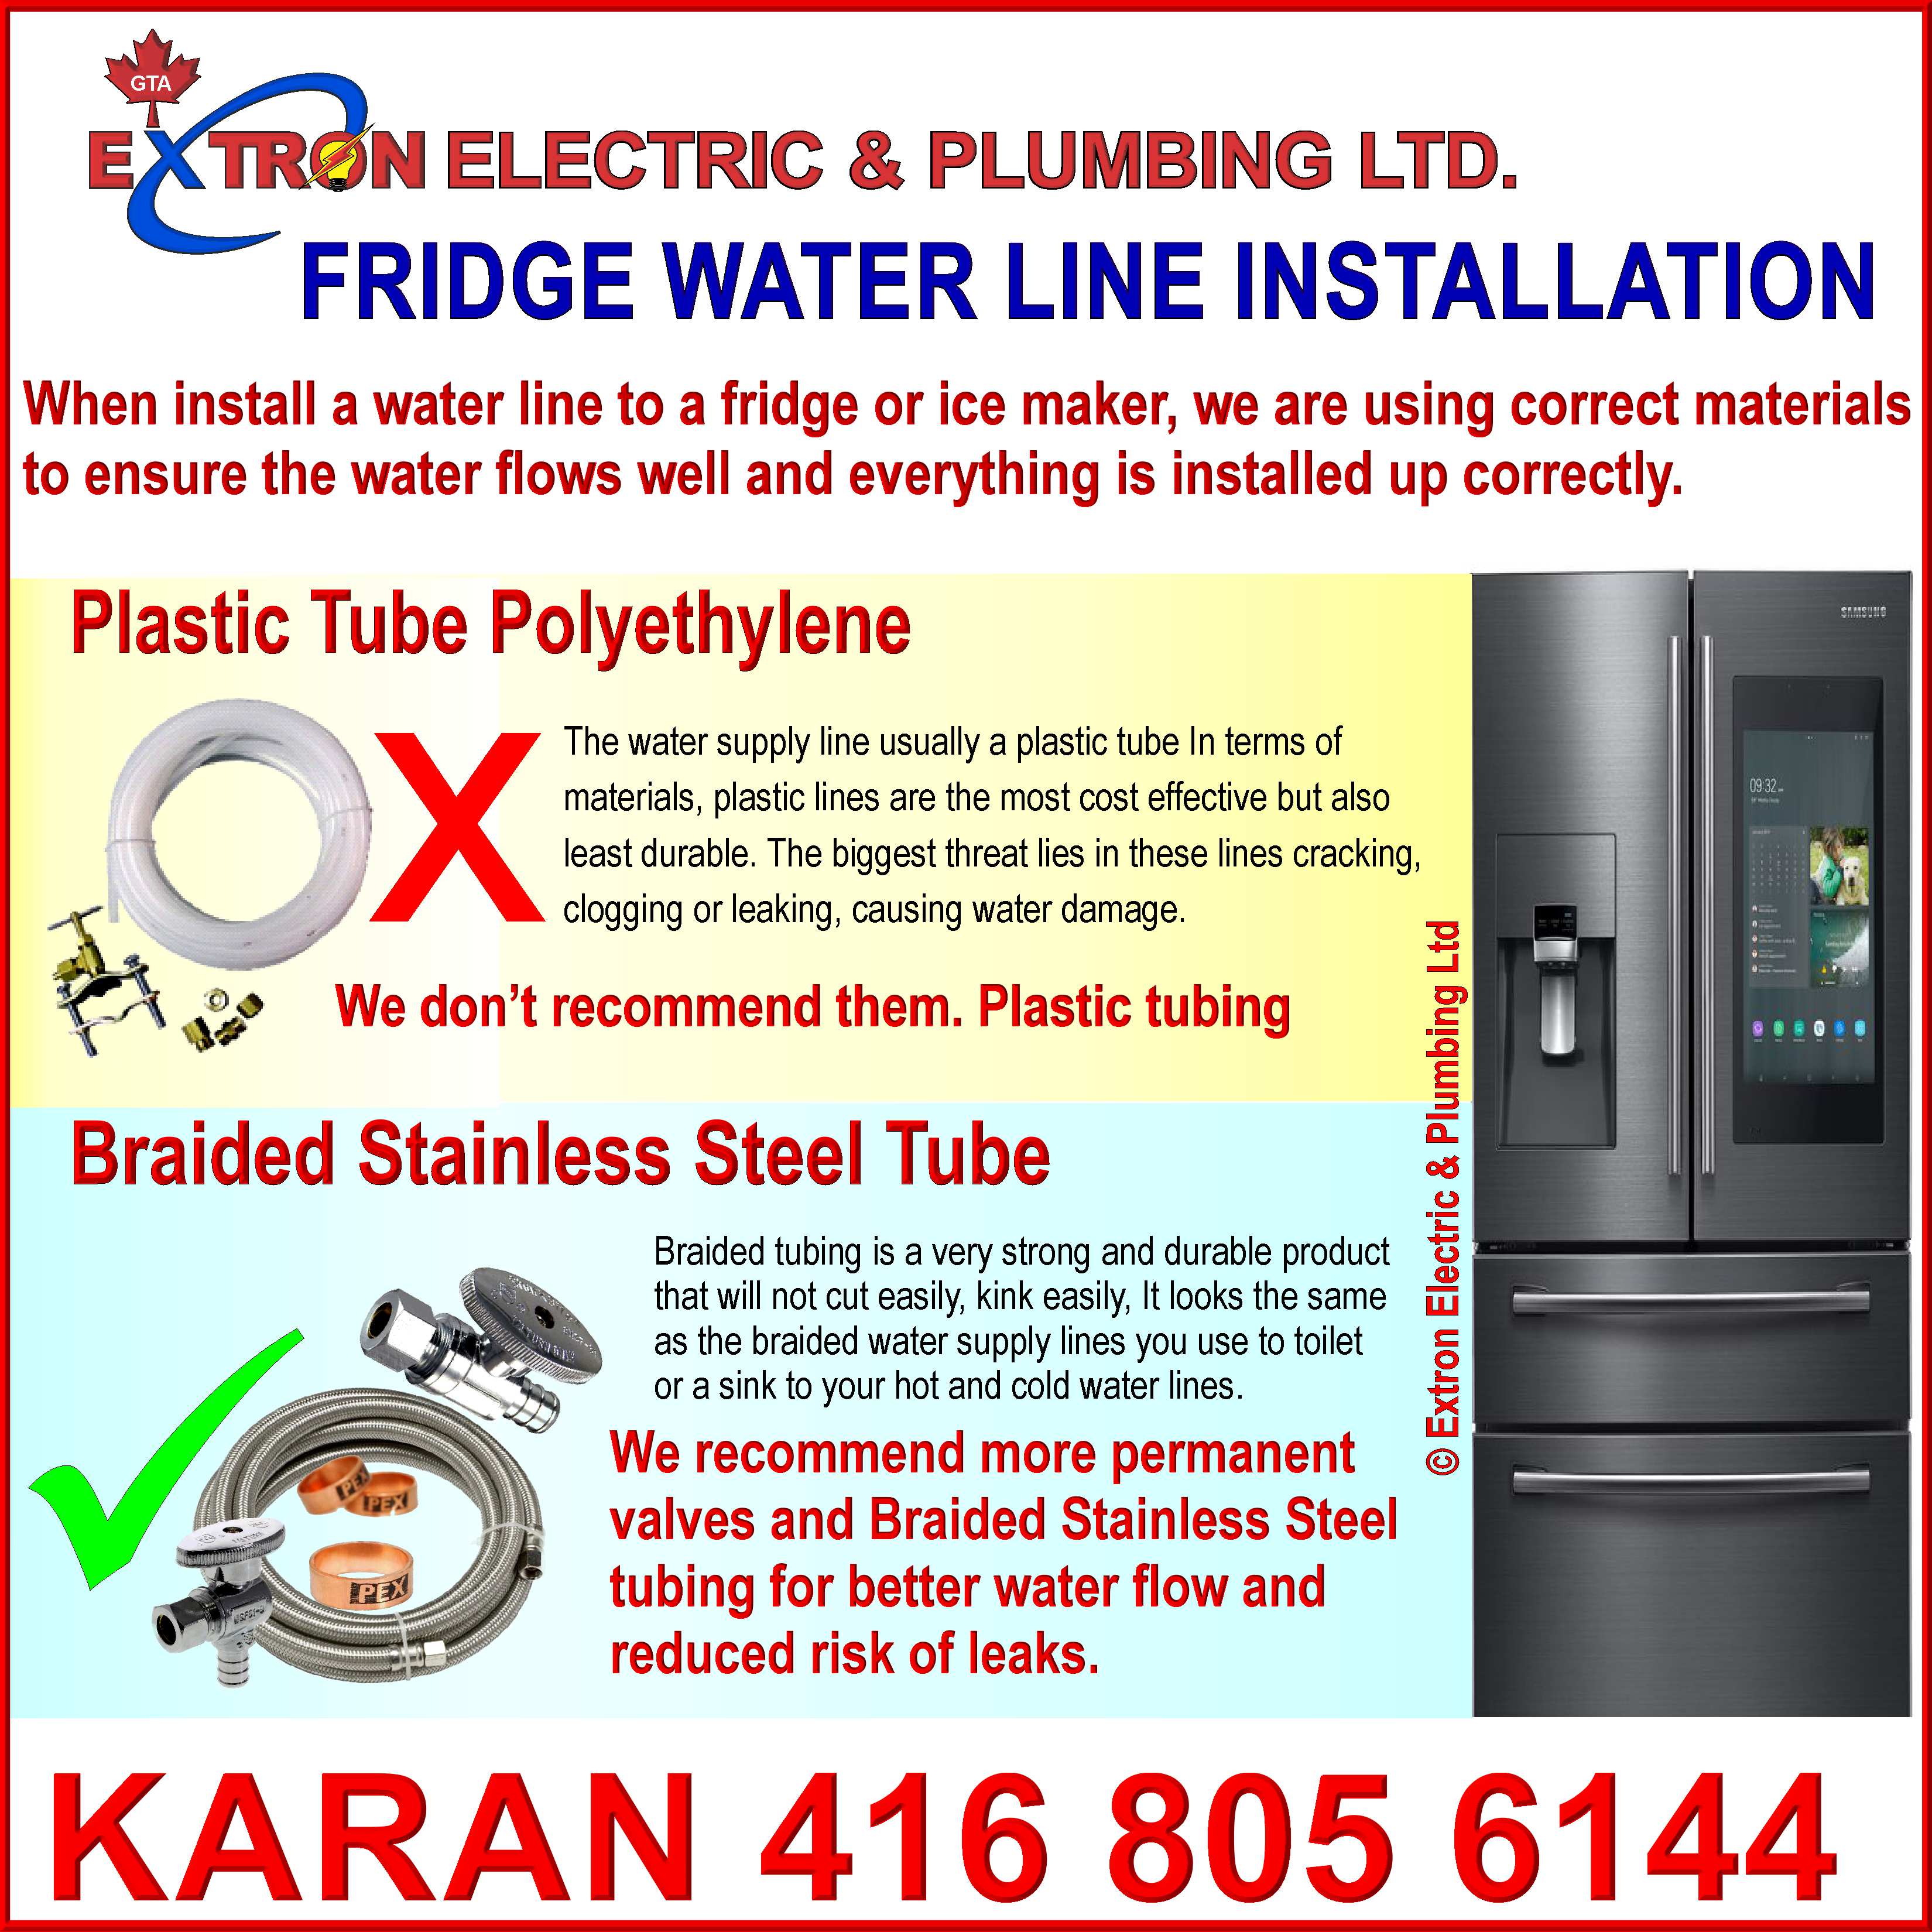 GTA
EXTRON ELECTRIC & PLUMBING LTD.
FRIDGE WATER LINE INSTALLATION
When install a water line to a fridge or ice maker, we are using correct materials
to ensure the water flows well and everything is installed up correctly.
Plastic Tube Polyethylene
The water supply line usually a plastic tube In terms of
materials, plastic lines are the most cost effective but also
least durable. The biggest threat lies in these lines cracking,
clogging or leaking, causing water damage.
X
We don’t recommend them. Plastic tubing
SAMSUNG
09:32
Braided Stainless Steel Tube
Braided tubing is a very strong and durable product
that will not cut easily, kink easily, It looks the same
as the braided water supply lines you use to toilet
or a sink to your hot and cold water lines.
We recommend more permanent
valves and Braided Stainless Steel
tubing for better water flow and
reduced risk of leaks.
PEX
PEX
PEX
© Extron Electric & Plumbing Ltd
KARAN 416 805 6144